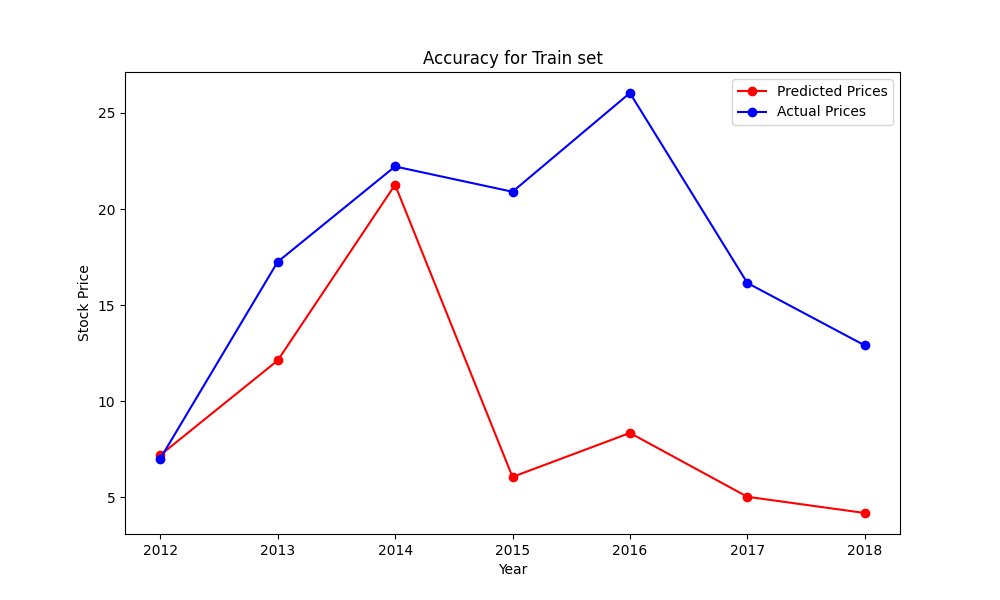 Accuracy for Train set
Predicted Prices
Actual Prices
Stock Price
25
20
15
10
5
2012 2013 2014 2015 2016 2017 2018
Year